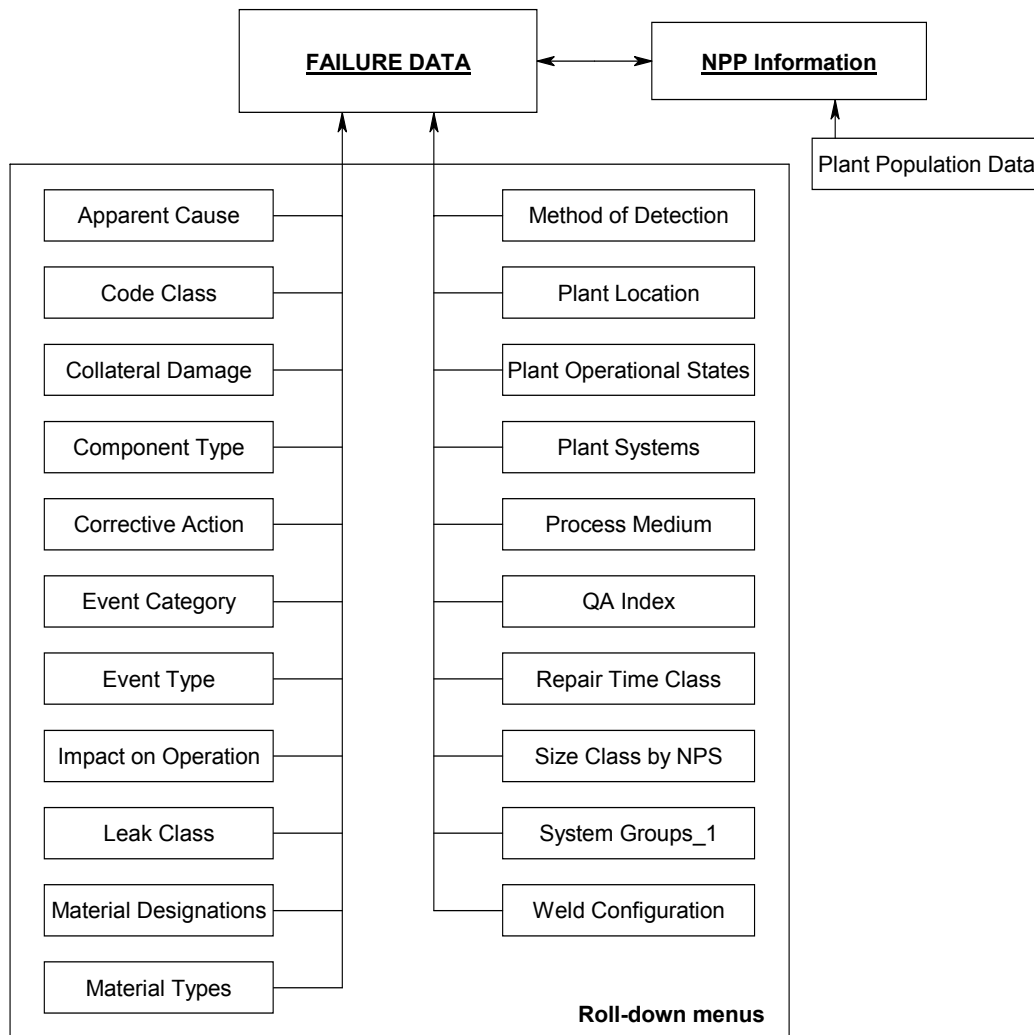 FAILURE DATA
NPP Information
Plant Population Data
Apparent Cause
Code Class
Collateral Damage
Component Type
Corrective Action
Event Category
Event Type
Impact on Operation
Leak Class
Material Designations
Material Types
Method of Detection
Plant Location
Plant Operational States
Plant Systems
Process Medium
QA Index
Repair Time Class
Size Class by NPS
System Groups_1
Weld Configuration
Roll-down menus